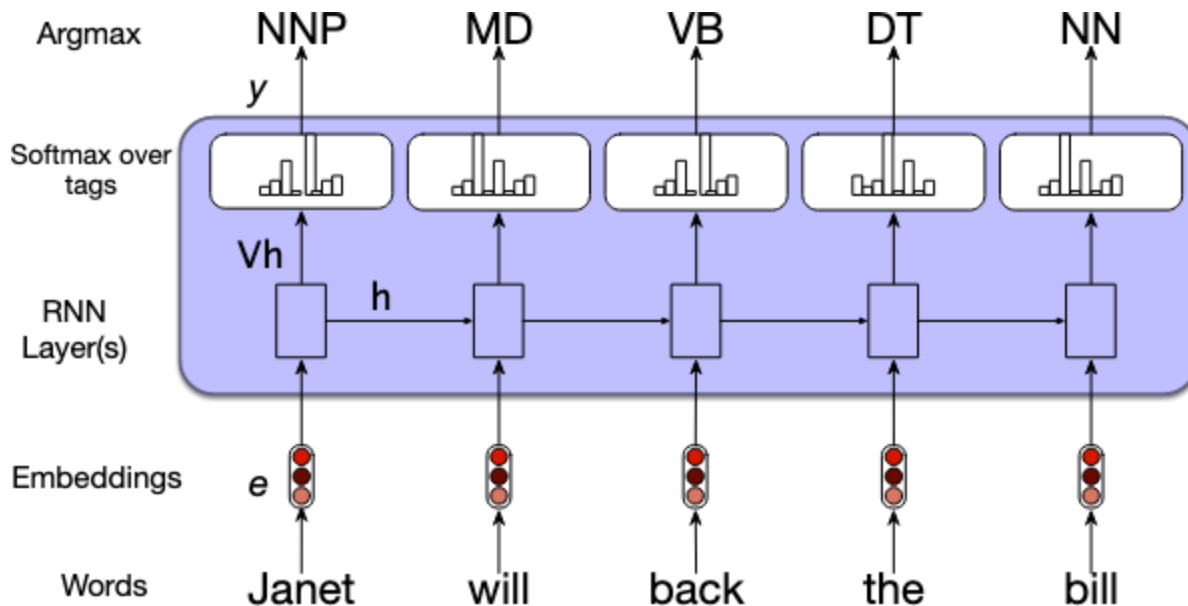 Argmax NNP MD VB DT NN
y
Softmax over
tags
Vh
h
RNN
Layer(s)
Embeddings e
Words Janet will back the bill